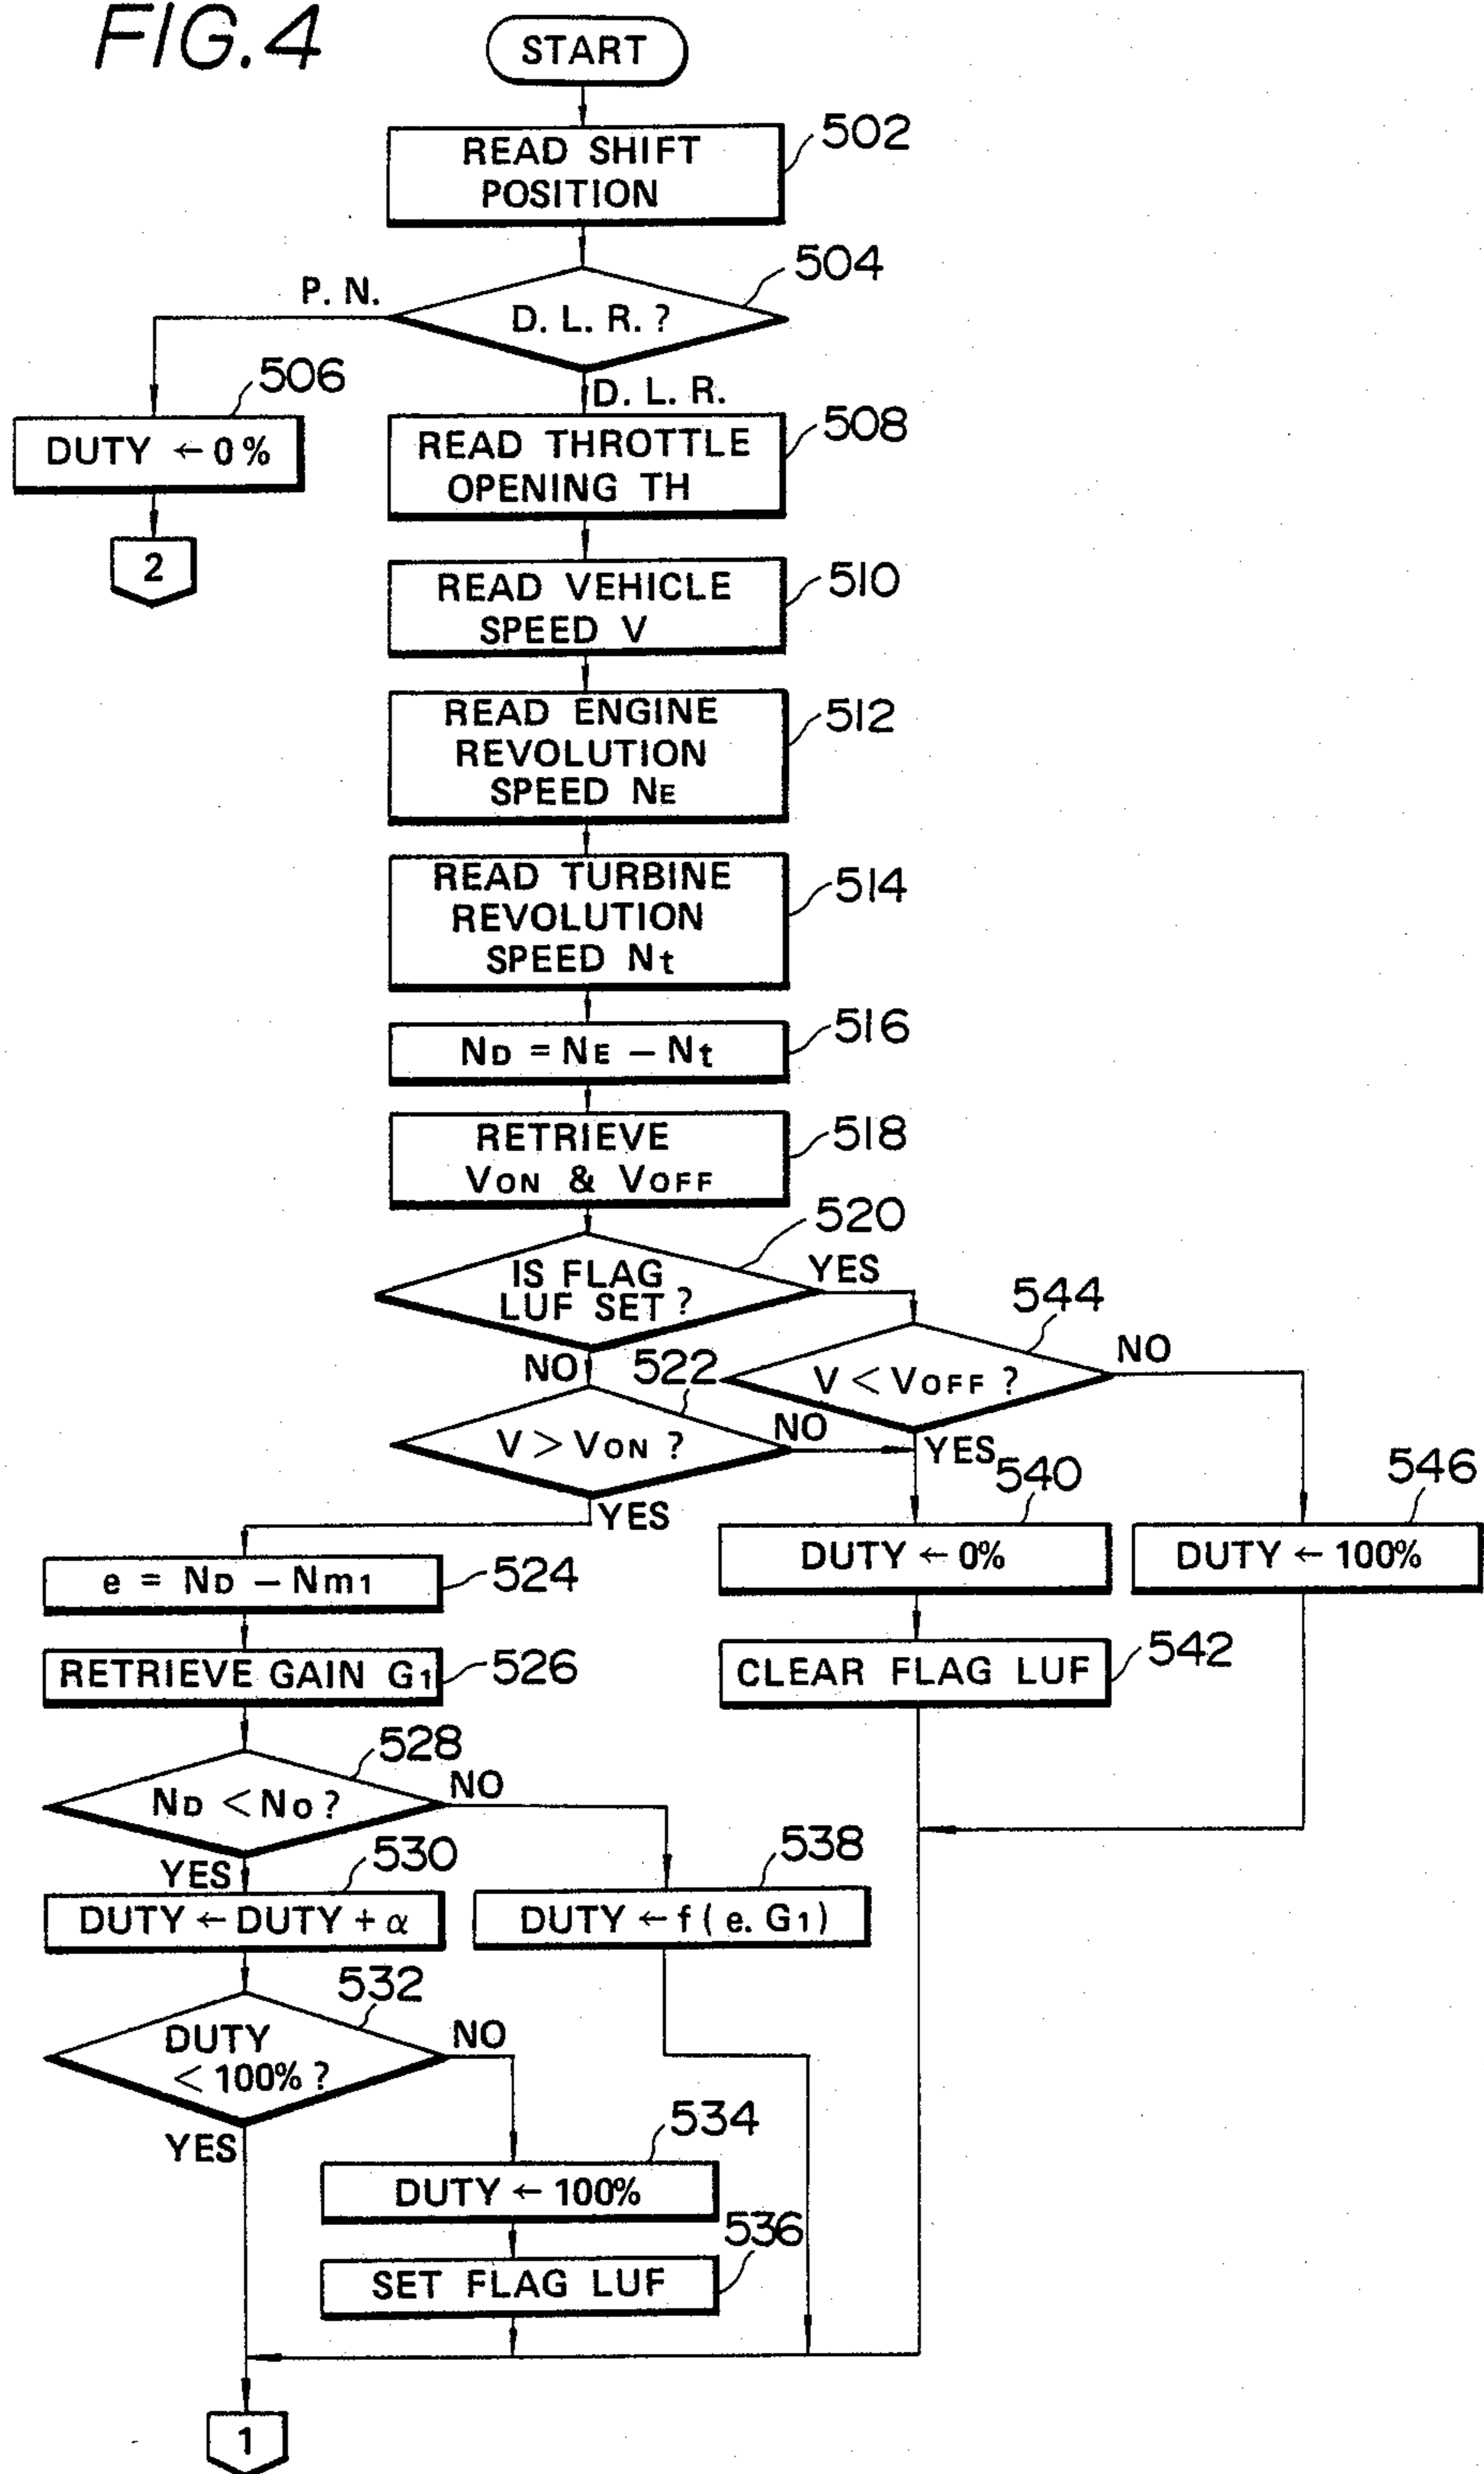 FIG.4
START
READ SHIFT
POSITION
502
504
P. N.
D. L. R. ?
D. L. R.
506
DUTY ← 0%
2
READ THROTTLE
OPENING TH
508
READ VEHICLE
SPEED V
510
READ ENGINE
REVOLUTION
SPEED NE
512
READ TURBINE
REVOLUTION
SPEED Nt
514
ND = NE − Nt
516
RETRIEVE
VON & VOFF
518
520
IS FLAG
LUF SET ?
YES
NO
544
V < VOFF ?
NO
YES
522
V > VON ?
NO
YES
540
DUTY ← 0%
546
DUTY ← 100%
e = ND − Nm1
524
CLEAR FLAG LUF
542
RETRIEVE GAIN G1
526
528
ND < NO ?
NO
YES
530
DUTY ← DUTY + α
538
DUTY ← f ( e. G1 )
532
DUTY
< 100% ?
NO
YES
534
DUTY ← 100%
536
SET FLAG LUF
1